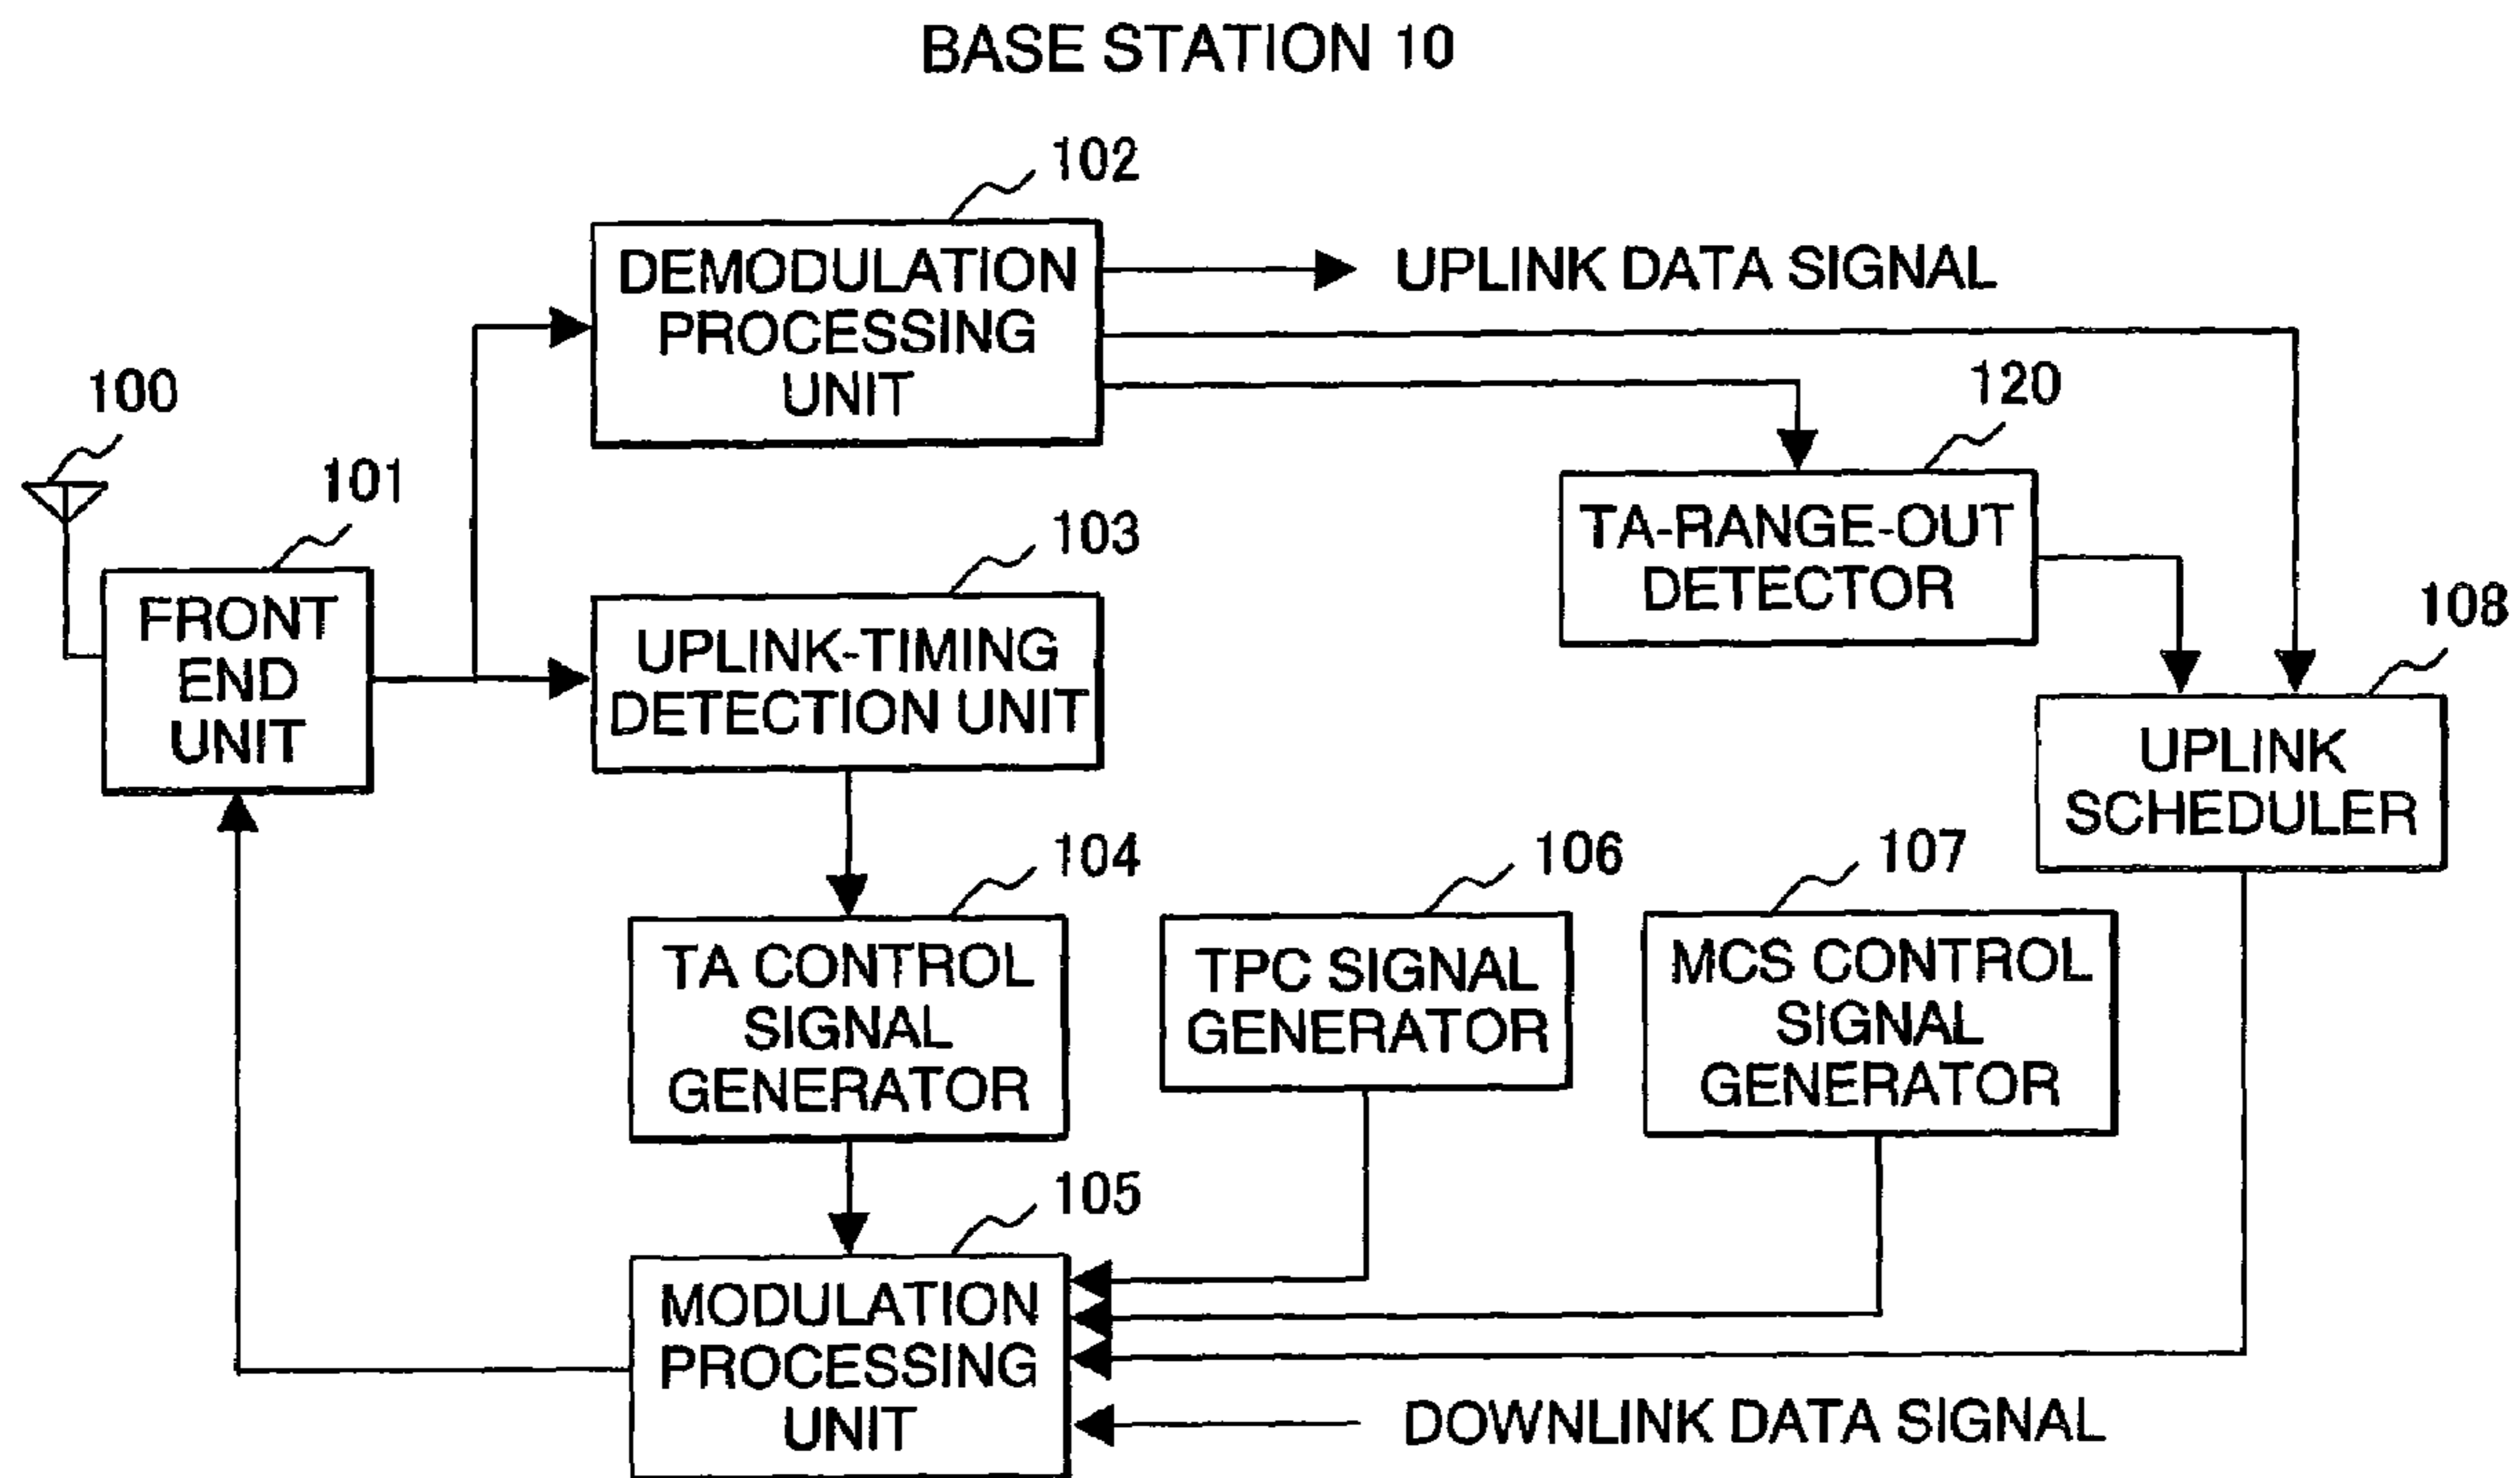 BASE STATION 10
102
DEMODULATION
PROCESSING
UNIT
UPLINK DATA SIGNAL
100
101
FRONT
END
UNIT
103
UPLINK-TIMING
DETECTION UNIT
120
TA-RANGE-OUT
DETECTOR
108
UPLINK
SCHEDULER
104
TA CONTROL
SIGNAL
GENERATOR
106
TPC SIGNAL
GENERATOR
107
MCS CONTROL
SIGNAL
GENERATOR
105
MODULATION
PROCESSING
UNIT
DOWNLINK DATA SIGNAL